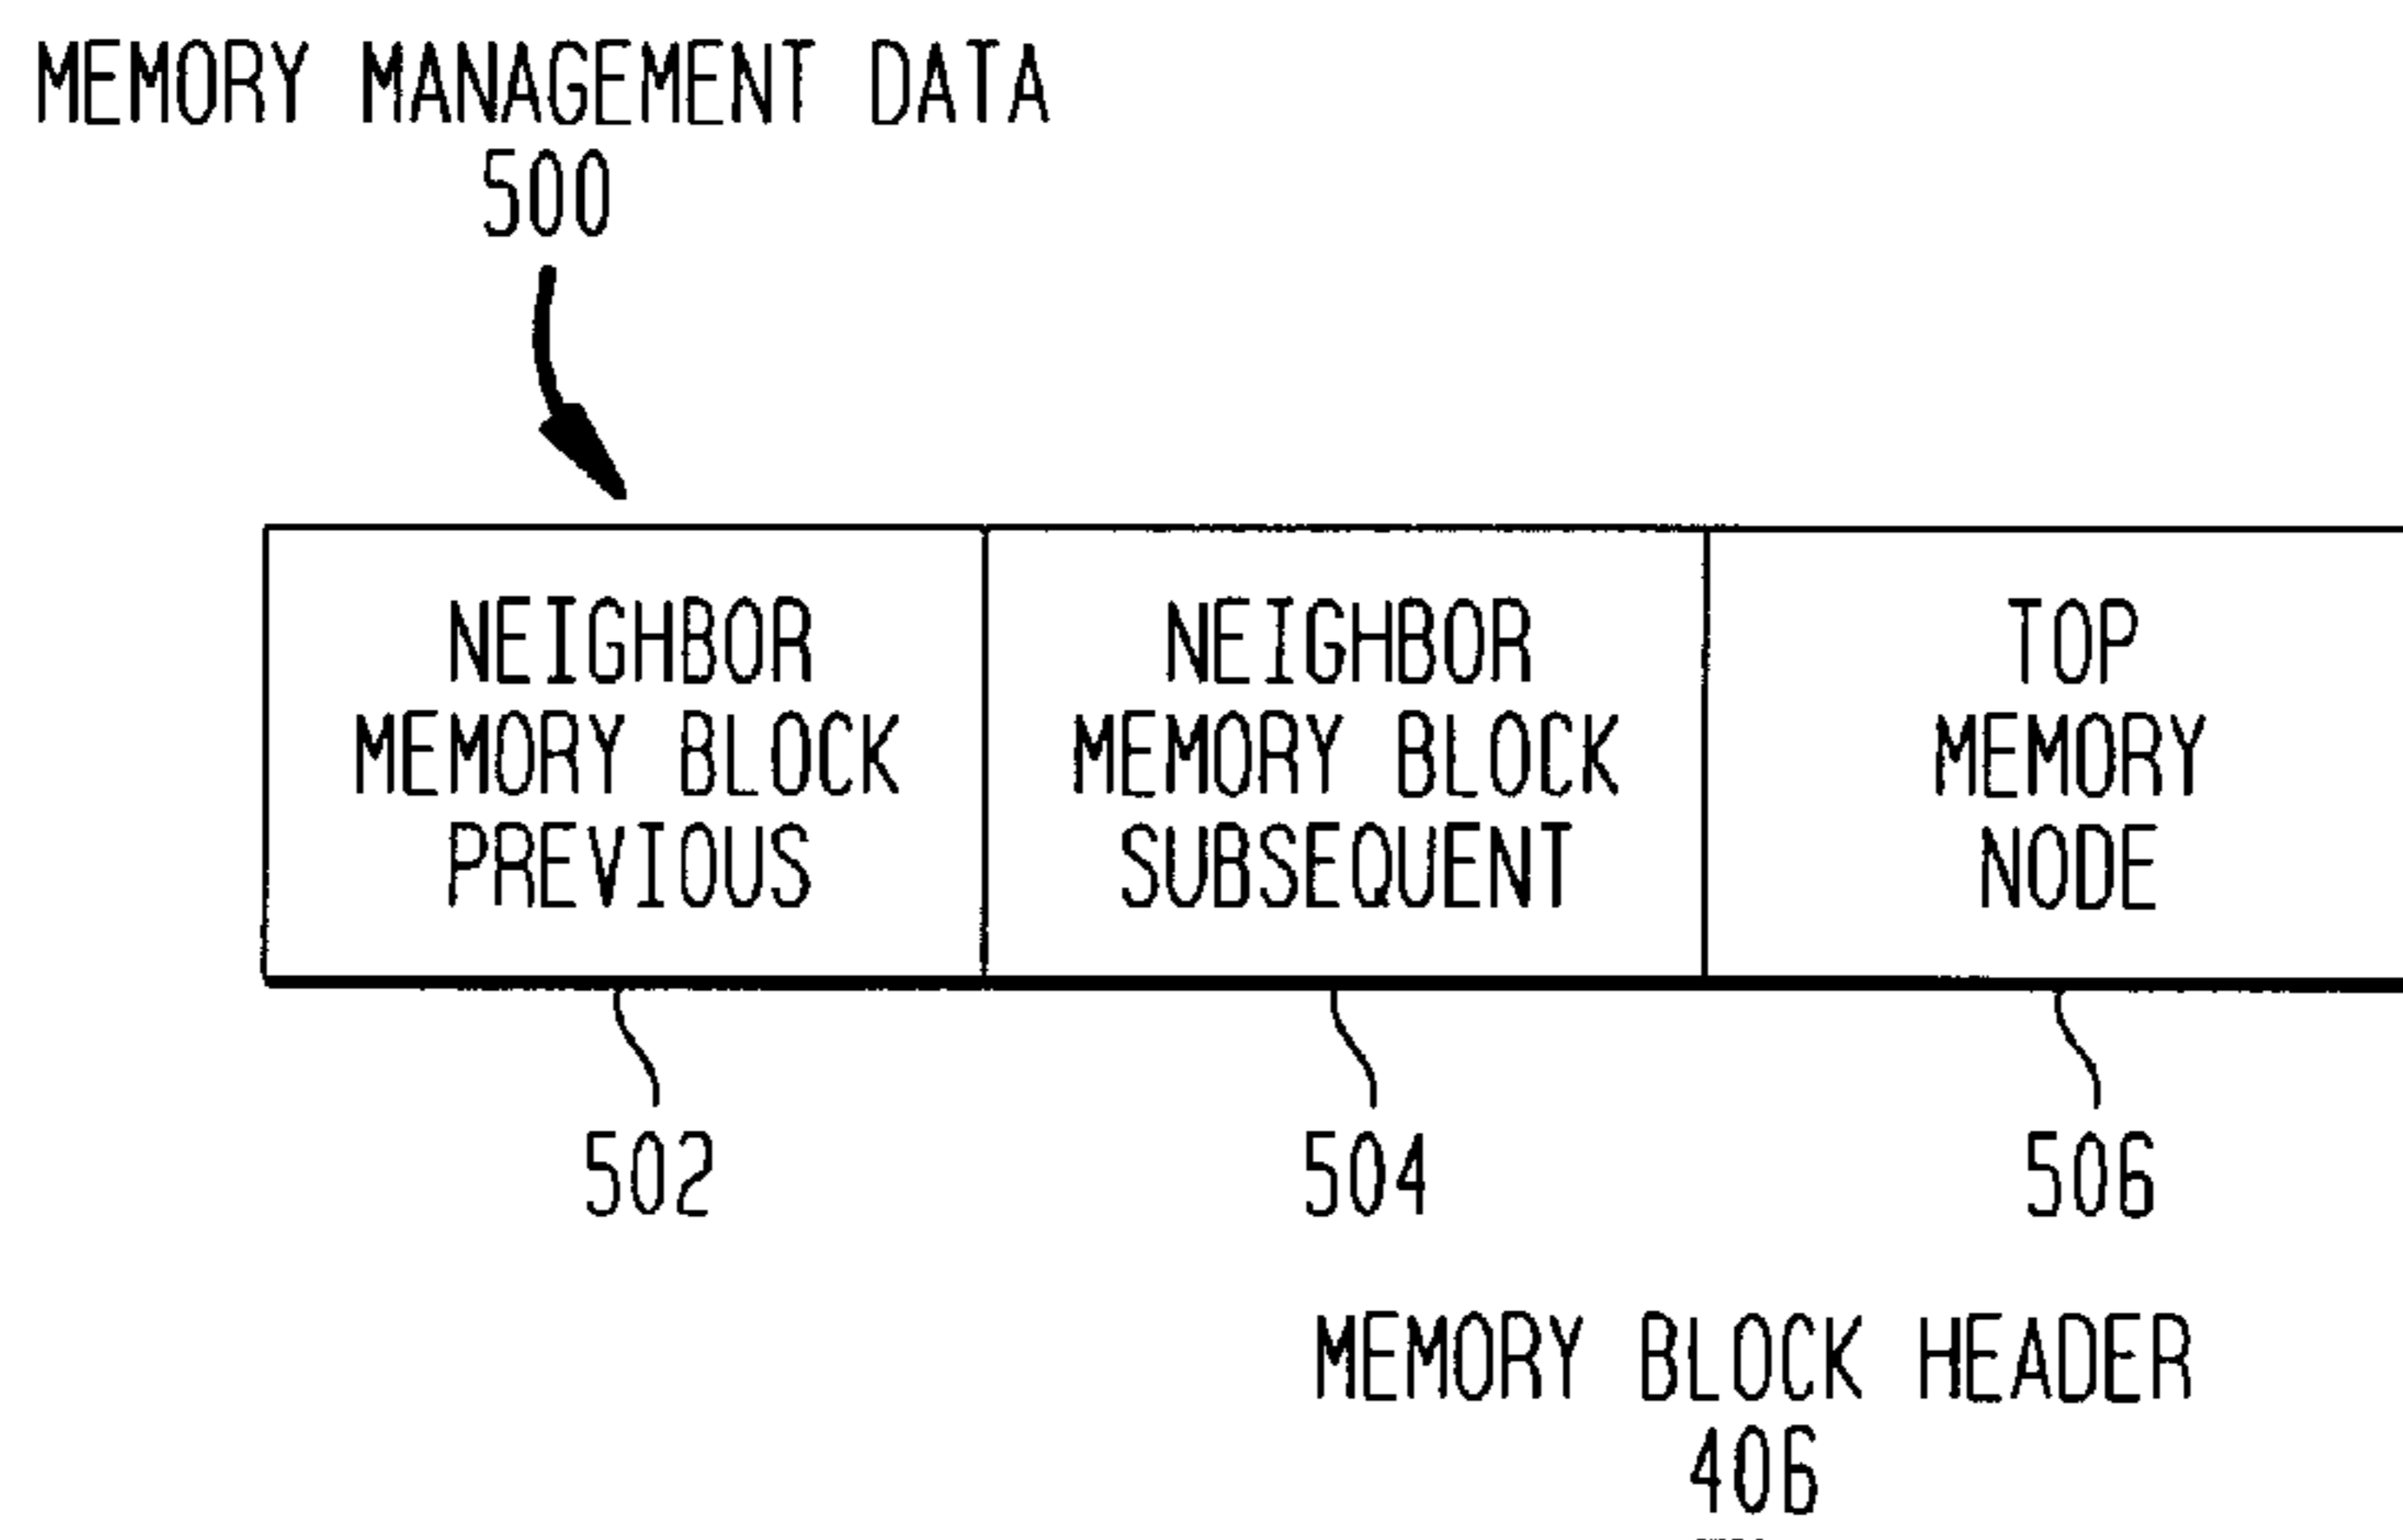 MEMORY MANAGEMENT DATA
500
NEIGHBOR
MEMORY BLOCK
PREVIOUS
NEIGHBOR
MEMORY BLOCK
SUBSEQUENT
TOP
MEMORY
NODE
502
504
506
MEMORY BLOCK HEADER
406